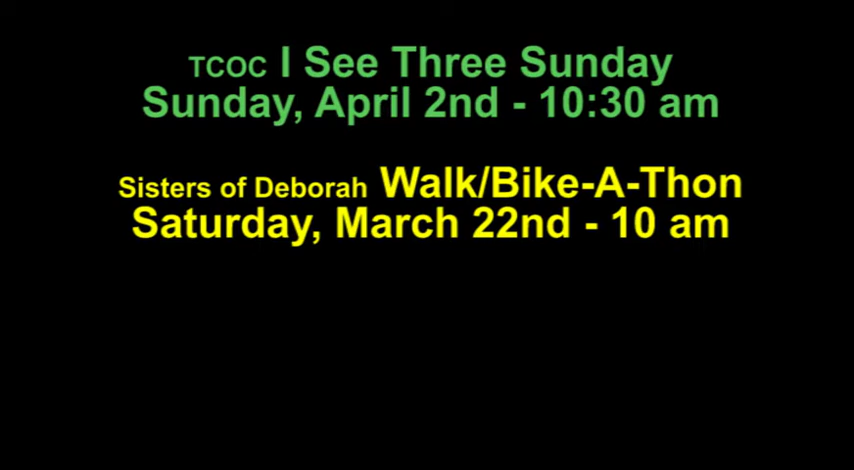 TCOC I See Three Sunday
Sunday, April 2nd - 10:30 am
Sisters of Deborah Walk/Bike-A-Thon
Saturday, March 22nd - 10 am